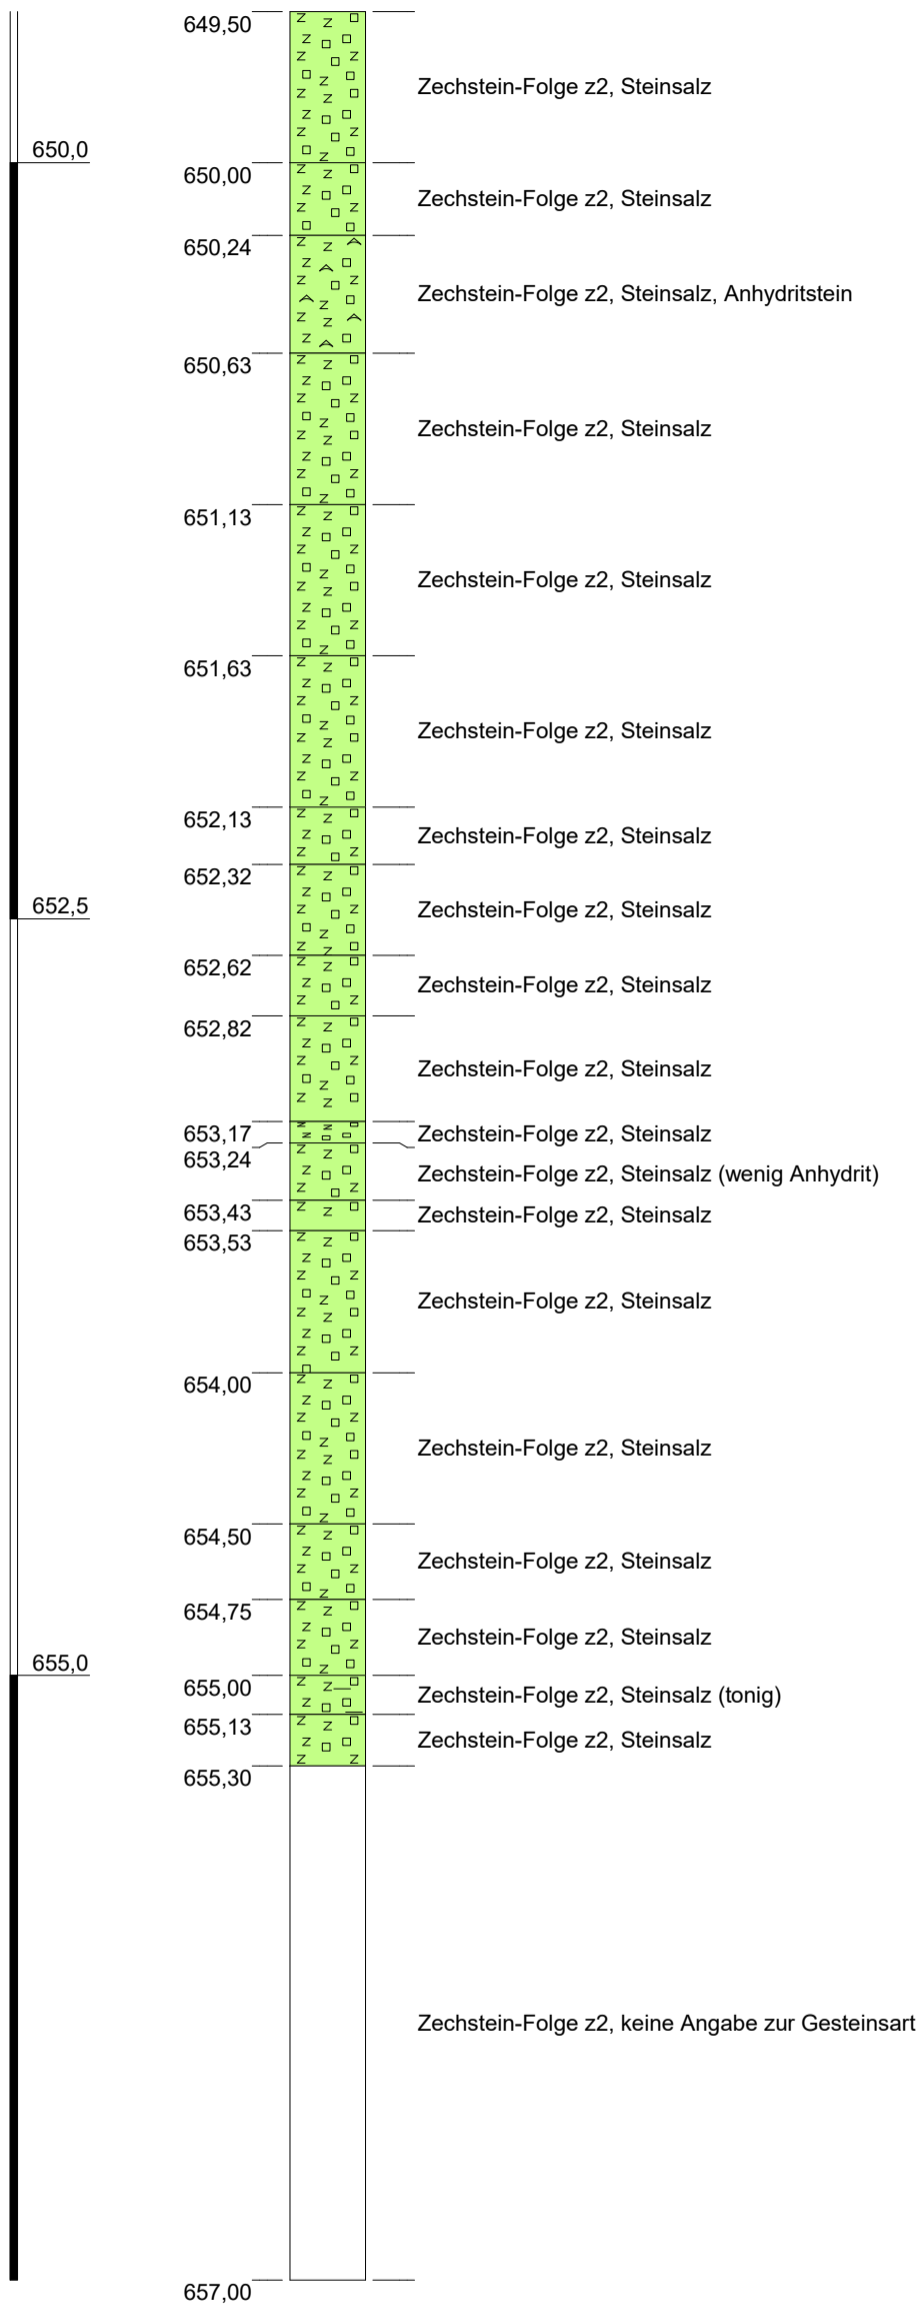 649,50
Zechstein-Folge z2, Steinsalz
650,0
650,00
Zechstein-Folge z2, Steinsalz
650,24
Zechstein-Folge z2, Steinsalz, Anhydritstein
650,63
Zechstein-Folge z2, Steinsalz
651,13
Zechstein-Folge z2, Steinsalz
651,63
Zechstein-Folge z2, Steinsalz
652,13
Zechstein-Folge z2, Steinsalz
652,32
652,5
Zechstein-Folge z2, Steinsalz
652,62
Zechstein-Folge z2, Steinsalz
652,82
Zechstein-Folge z2, Steinsalz
653,17
Zechstein-Folge z2, Steinsalz
653,24
Zechstein-Folge z2, Steinsalz (wenig Anhydrit)
653,43
Zechstein-Folge z2, Steinsalz
653,53
Zechstein-Folge z2, Steinsalz
654,00
Zechstein-Folge z2, Steinsalz
654,50
Zechstein-Folge z2, Steinsalz
654,75
Zechstein-Folge z2, Steinsalz
655,0
655,00
Zechstein-Folge z2, Steinsalz (tonig)
655,13
Zechstein-Folge z2, Steinsalz
655,30
Zechstein-Folge z2, keine Angabe zur Gesteinsart
657,00